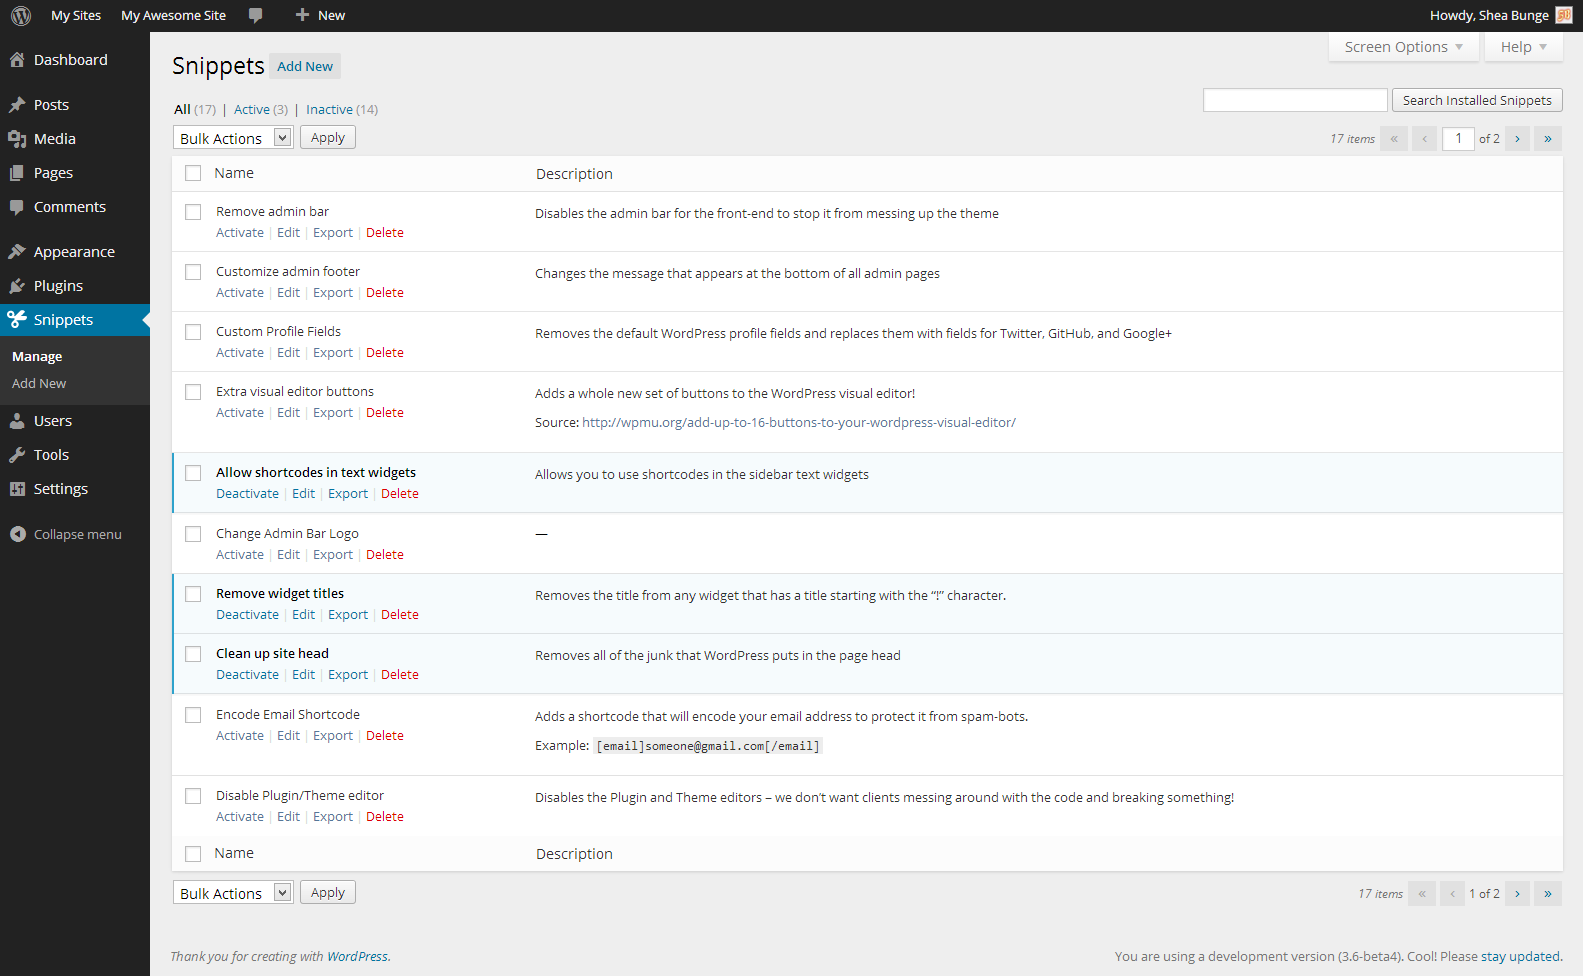 My Sites My Awesome Site New Howdy, Shea Bunge
Dashboard
Posts
Media
Pages
Comments
Appearance
Plugins
Snippets
Manage
Add New
Users
Tools
Settings
Collapse menu
Screen Options Help
Snippets Add New
All (17) | Active (3) | Inactive (14)
Search Installed Snippets
Bulk Actions Apply
17 items « ‹ 1 of 2 › »
Name Description
Remove admin bar Disables the admin bar for the front-end to stop it from messing up the theme
Activate | Edit | Export | Delete
Customize admin footer Changes the message that appears at the bottom of all admin pages
Activate | Edit | Export | Delete
Custom Profile Fields Removes the default WordPress profile fields and replaces them with fields for Twitter, GitHub, and Google+
Activate | Edit | Export | Delete
Extra visual editor buttons Adds a whole new set of buttons to the WordPress visual editor!
Activate | Edit | Export | Delete
Source: http://wpmu.org/add-up-to-16-buttons-to-your-wordpress-visual-editor/
Allow shortcodes in text widgets Allows you to use shortcodes in the sidebar text widgets
Deactivate | Edit | Export | Delete
Change Admin Bar Logo —
Activate | Edit | Export | Delete
Remove widget titles Removes the title from any widget that has a title starting with the “!” character.
Deactivate | Edit | Export | Delete
Clean up site head Removes all of the junk that WordPress puts in the page head
Deactivate | Edit | Export | Delete
Encode Email Shortcode Adds a shortcode that will encode your email address to protect it from spam-bots.
Activate | Edit | Export | Delete
Example: [email]someone@gmail.com[/email]
Disable Plugin/Theme editor Disables the Plugin and Theme editors – we don’t want clients messing around with the code and breaking something!
Activate | Edit | Export | Delete
Name Description
Bulk Actions Apply
17 items « ‹ 1 of 2 › »
Thank you for creating with WordPress. You are using a development version (3.6-beta4). Cool! Please stay updated.